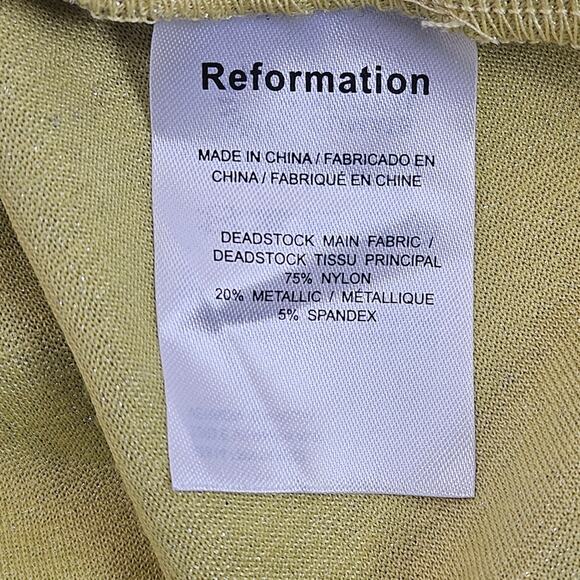 Reformation
MADE IN CHINA / FABRICADO EN
CHINA / FABRIQUÉ EN CHINE
DEADSTOCK MAIN FABRIC /
DEADSTOCK TISSU PRINCIPAL
75% NYLON
20% METALLIC / MÉTALLIQUE
5% SPANDEX